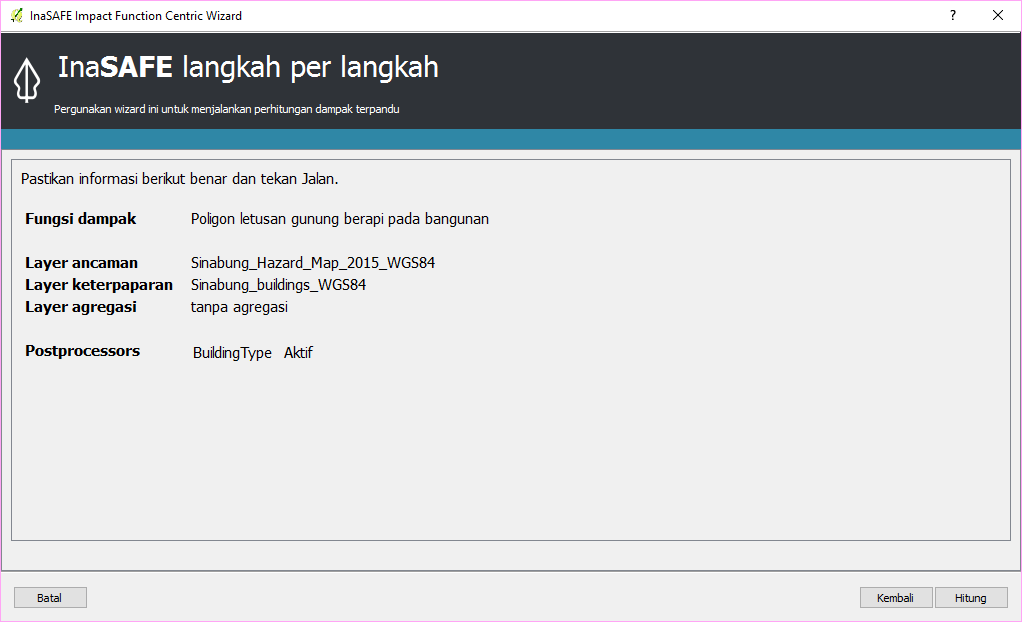 InaSAFE Impact Function Centric Wizard
InaSAFE langkah per langkah
Pergunakan wizard ini untuk menjalankan perhitungan dampak terpandu
Pastikan informasi berikut benar dan tekan Jalan.
Fungsi dampak Poligon letusan gunung berapi pada bangunan
Layer ancaman Sinabung_Hazard_Map_2015_WGS84
Layer keterpaparan Sinabung_buildings_WGS84
Layer agregasi tanpa agregasi
Postprocessors BuildingType Aktif
Batal Kembali Hitung